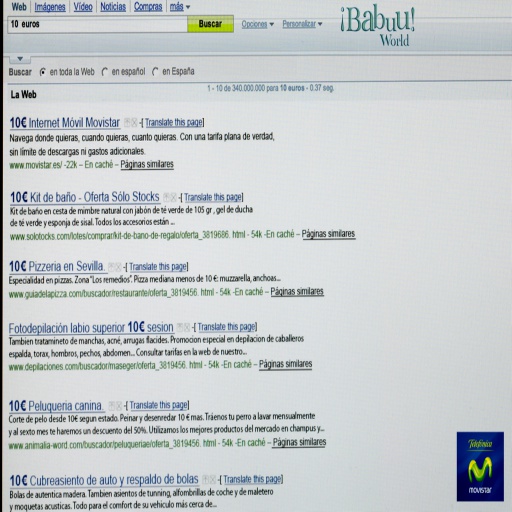 Web Imágenes Vídeo Noticias Compras más
10 euros Buscar Opciones Personalizar
¡Babuu!
World
Buscar en toda la Web en español en España
La Web 1 - 10 de 340.000.000 para 10 euros - 0.37 seg.
10€ Internet Móvil Movistar -[ Translate this page]
Navega donde quieras, cuando quieras, cuanto quieras. Con una tarifa plana de verdad,
sin límite de descargas ni gastos adicionales.
www.movistar.es/ -22k – En caché – Páginas similares
10€ Kit de baño - Oferta Sólo Stocks -[ Translate this page]
Kit de baño en cesta de mimbre natural con jabón de té verde de 105 gr , gel de ducha
de té verde y esponja de sisal. Todos los accesorios están ...
www.solotocks.com/lotes/comprar/kit-de-bano-de-regalo/oferta_3819686. html - 54k -En caché – Páginas similares
10€ Pizzeria en Sevilla. -[ Translate this page]
Especialidad en pizzas. Zona "Los remedios". Pizza mediana menos de 10 €: muzzarella, anchoas...
www.guiadelapizza.com/buscador/restaurante/oferta_3819456. html - 54k -En caché – Páginas similares
Fotodepilación labio superior 10€ sesion -[ Translate this page]
Tambien tratamineto de manchas, acné, arrugas flacides. Promocion especial en depilacion de caballeros
espalda, torax, hombros, pechos, abdomen... Consultar tarifas en la web de nuestro...
www.depilaciones.com/buscador/maseger/oferta_3819456. html - 54k - En caché – Páginas similares
10€ Peluqueria canina. -[ Translate this page]
Corte de pelo desde 10€ segun estado. Peinar y desenredar 10 € mas. Tráenos tu perro a lavar mensualmente
y al sexto mes te haremos un descuento del 50%. Utilizamos los mejores productos del mercado en champus y...
www.animalia-word.com/buscador/peluqueriae/oferta_3819456. html - 54k -En caché – Páginas similares
10€ Cubreasiento de auto y respaldo de bolas -[ Translate this page]
Bolas de autentica madera. Tambien asientos de tunning, alfombrillas de coche y de maletero
y moquetas acusticas. Todo para el comfort de su vehiculo más cerca de...
Telefónica
movistar